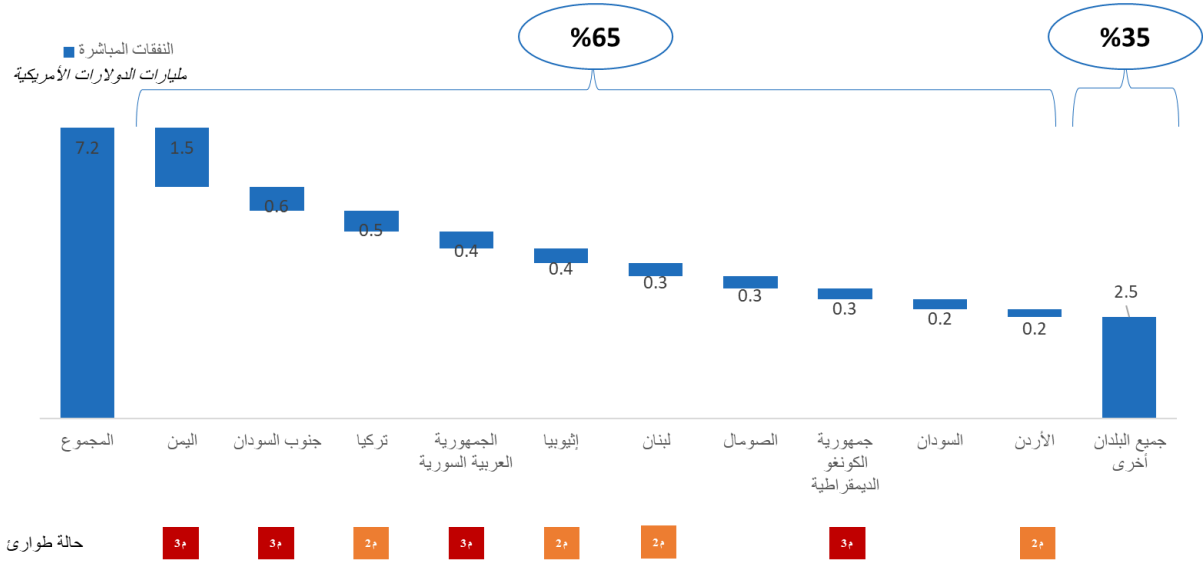 %65
%35
النفقات المباشرة
مليارات الدولارات الأمريكية
7.2
1.5
0.6
0.5
0.4
0.4
0.3
0.3
0.3
0.2
0.2
2.5
المجموع
اليمن
جنوب السودان
تركيا
الجمهورية
العربية السورية
إثيوبيا
لبنان
الصومال
جمهورية
الكونغو
الديمقراطية
السودان
الأردن
جميع البلدان
أخرى
حالة طوارئ
م3
م3
م2
م3
م2
م2
م3
م2